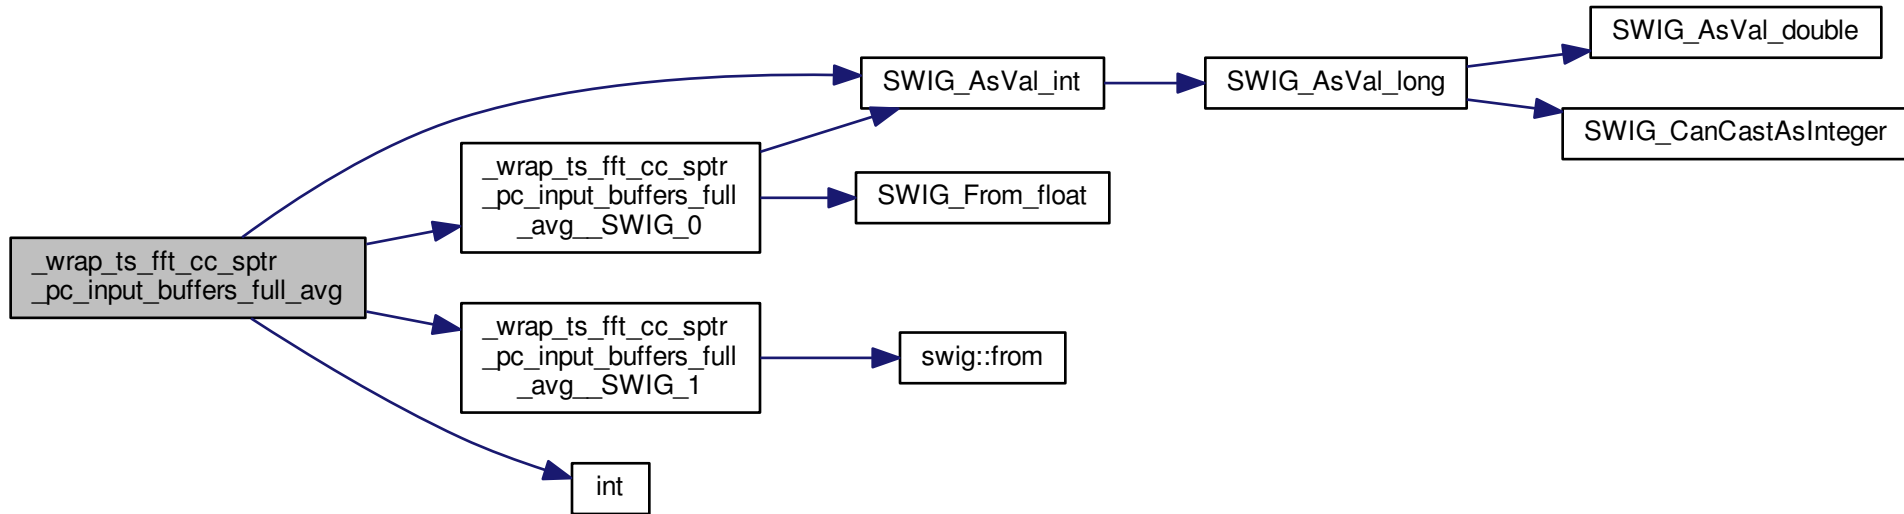 _wrap_ts_fft_cc_sptr
_pc_input_buffers_full_avg
_wrap_ts_fft_cc_sptr
_pc_input_buffers_full
_avg__SWIG_0
_wrap_ts_fft_cc_sptr
_pc_input_buffers_full
_avg__SWIG_1
int
SWIG_AsVal_int
SWIG_From_float
swig::from
SWIG_AsVal_long
SWIG_AsVal_double
SWIG_CanCastAsInteger